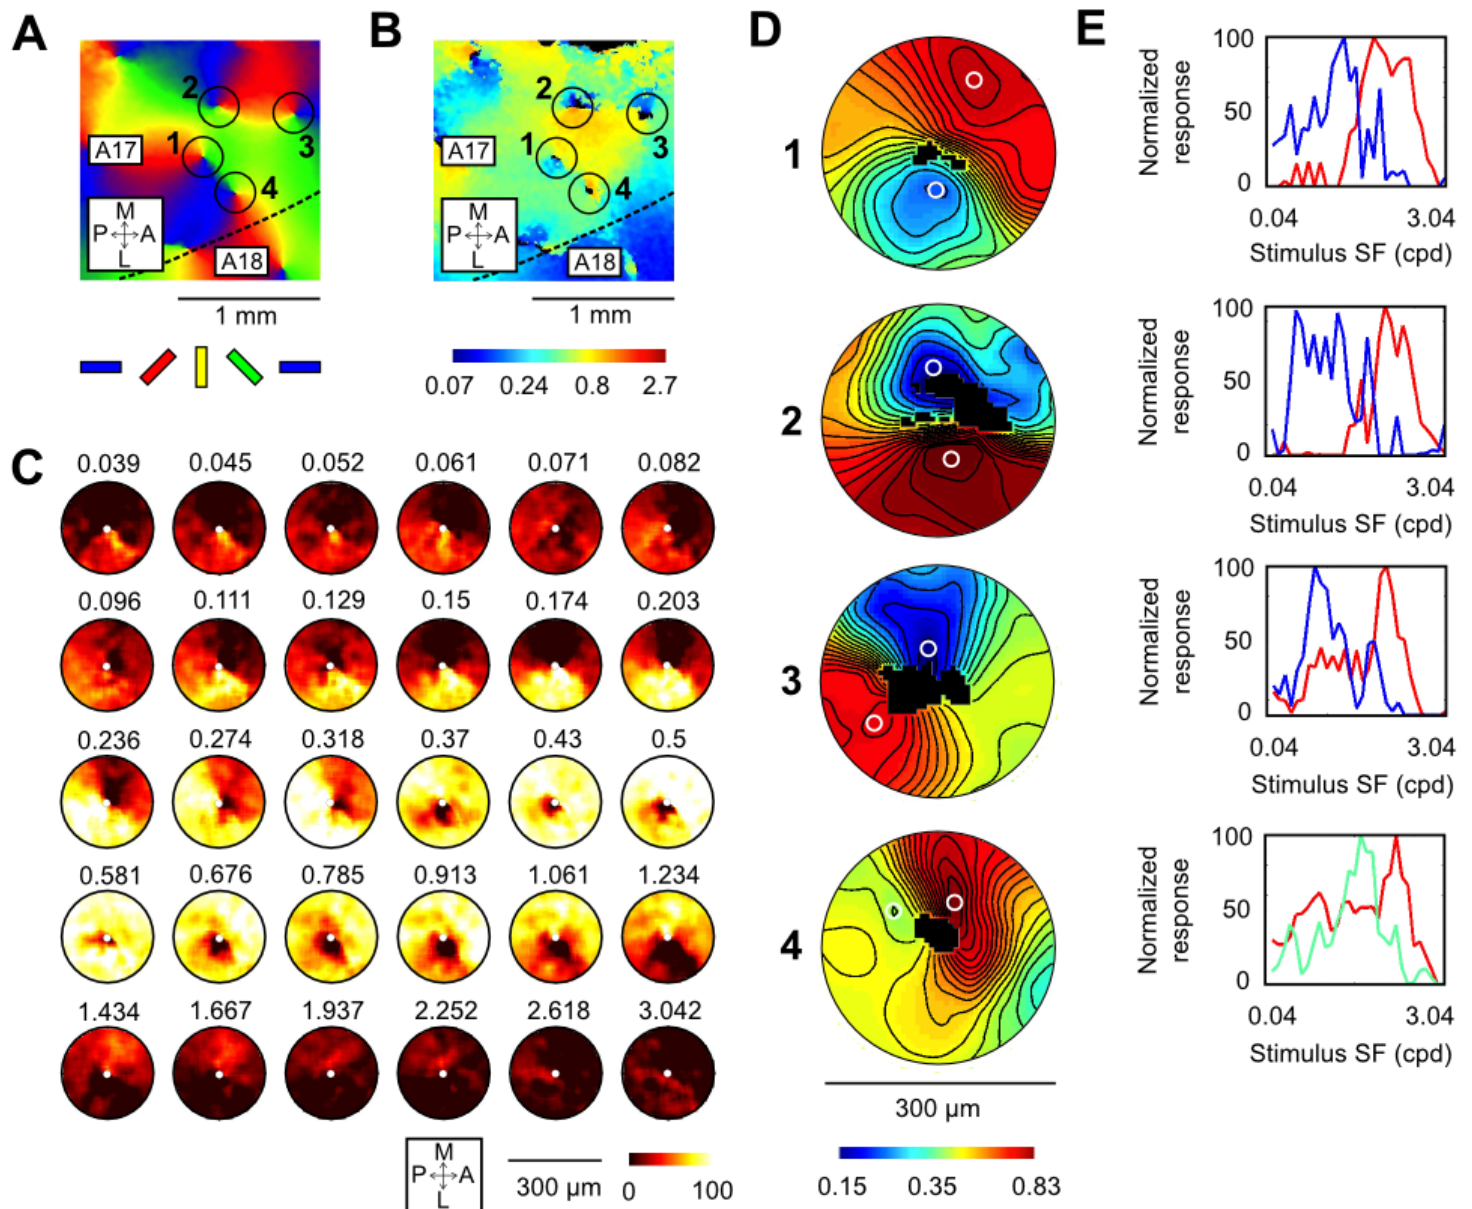 A
2
1
3
4
A17
M
P A
L
A18
1 mm
B
2
1
3
4
A17
M
P A
L
A18
1 mm
0.07 0.24 0.8 2.7
C
0.039 0.045 0.052 0.061 0.071 0.082
0.096 0.111 0.129 0.15 0.174 0.203
0.236 0.274 0.318 0.37 0.43 0.5
0.581 0.676 0.785 0.913 1.061 1.234
1.434 1.667 1.937 2.252 2.618 3.042
M
P A
L
300 µm
0 100
D
1
2
3
4
300 µm
0.15 0.35 0.83
E
Normalized
response
100
50
0
0.04 3.04
Stimulus SF (cpd)
Normalized
response
100
50
0
0.04 3.04
Stimulus SF (cpd)
Normalized
response
100
50
0
0.04 3.04
Stimulus SF (cpd)
Normalized
response
100
50
0
0.04 3.04
Stimulus SF (cpd)